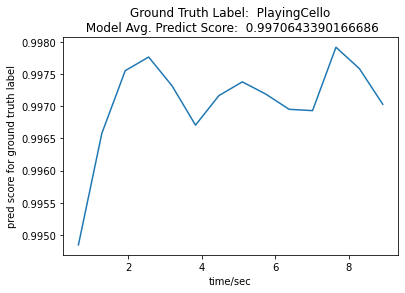 Ground Truth Label:  PlayingCello
Model Avg. Predict Score:  0.9970643390166686
0.9980
0.9975
0.9970
0.9965
0.9960
0.9955
0.9950
pred score for ground truth label
2
4
6
8
time/sec